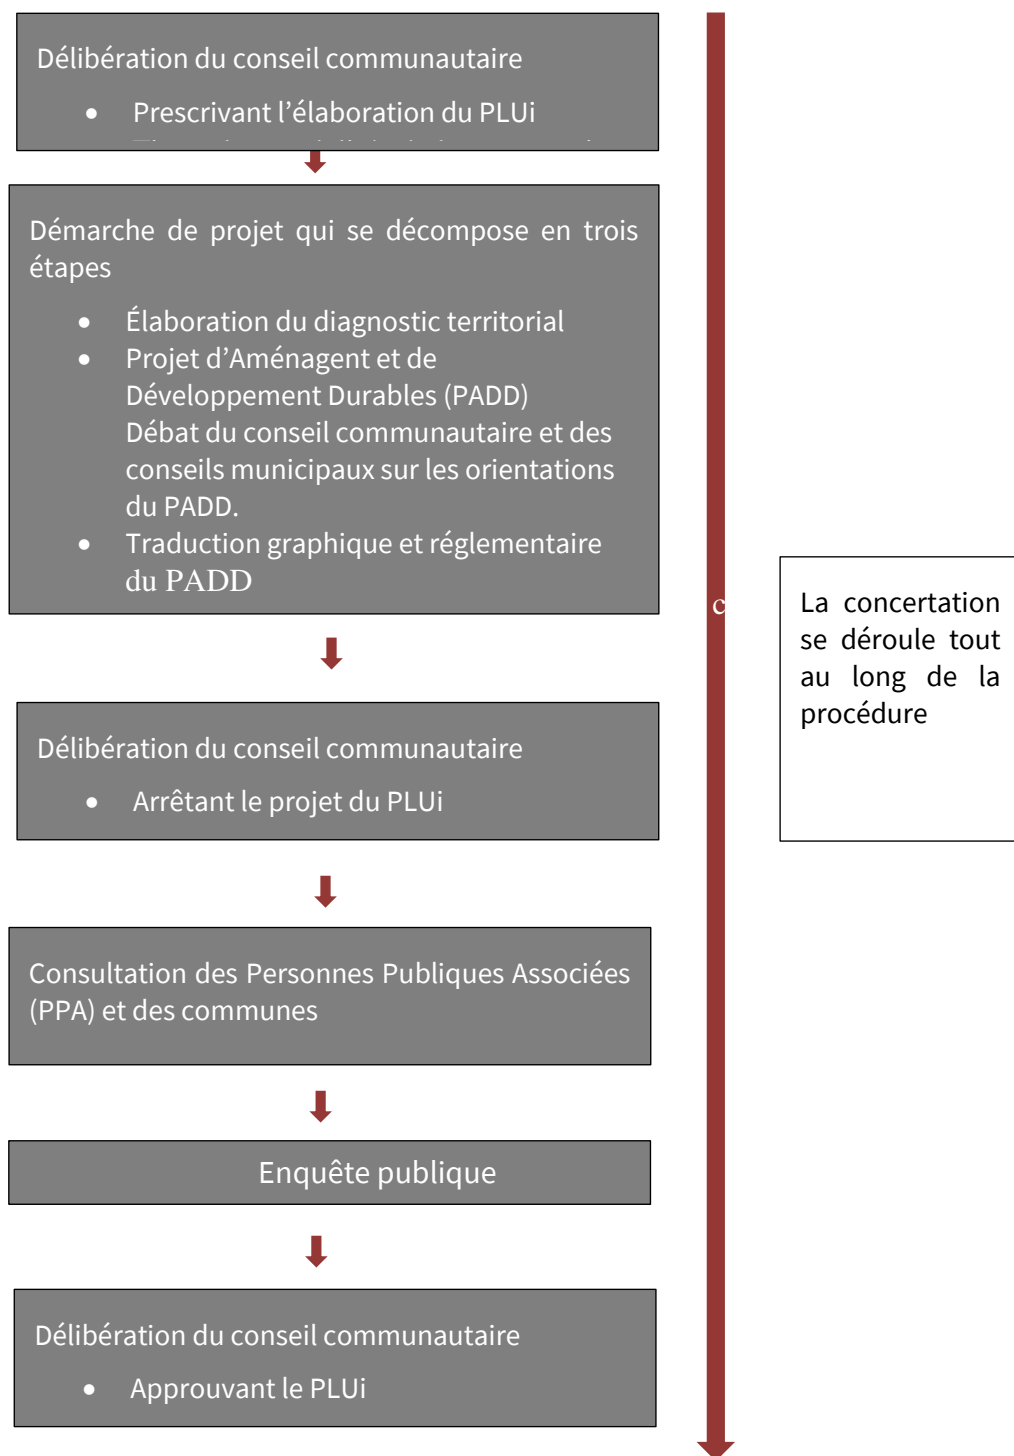 Délibération du conseil communautaire
• Prescrivant l’élaboration du PLUi
Démarche de projet qui se décompose en trois
étapes
• Élaboration du diagnostic territorial
• Projet d’Aménagent et de
Développement Durables (PADD)
Débat du conseil communautaire et des
conseils municipaux sur les orientations
du PADD.
• Traduction graphique et réglementaire
du PADD
c
La concertation
se déroule tout
au long de la
procédure
Délibération du conseil communautaire
• Arrêtant le projet du PLUi
Consultation des Personnes Publiques Associées
(PPA) et des communes
Enquête publique
Délibération du conseil communautaire
• Approuvant le PLUi